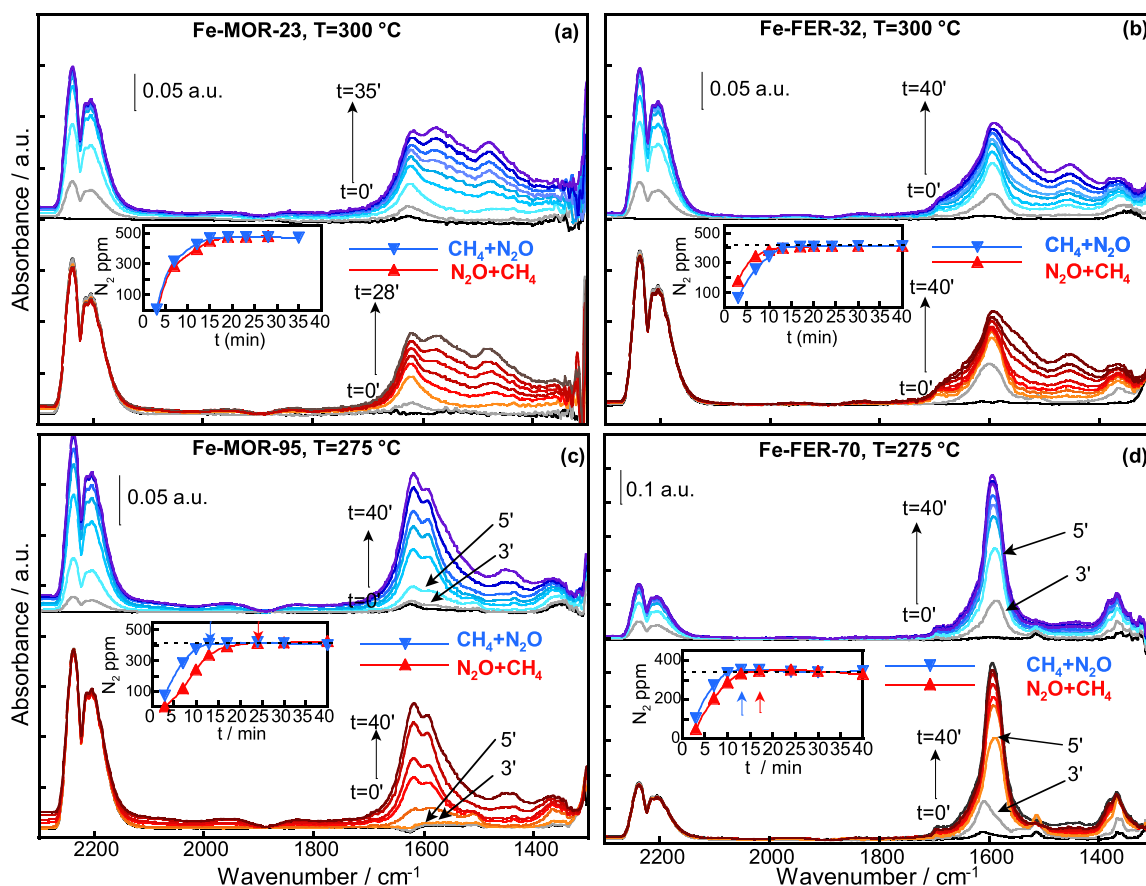 Fe-MOR-23, T=300 °C
(a)
0.05 a.u.
t=35'
t=0'
Absorbance / a.u.
500
300
100
N₂ ppm
0 5 10 15 20 25 30 35 40
t (min)
CH₄+N₂O
N₂O+CH₄
t=28'
t=0'
Fe-FER-32, T=300 °C
(b)
0.05 a.u.
t=40'
t=0'
500
300
100
N₂ ppm
0 5 10 15 20 25 30 35 40
t (min)
CH₄+N₂O
N₂O+CH₄
t=40'
t=0'
Fe-MOR-95, T=275 °C
(c)
0.05 a.u.
t=40'
5'
3'
t=0'
Absorbance / a.u.
500
400
300
200
100
N₂ ppm
0 5 10 15 20 25 30 35 40
t / min
CH₄+N₂O
N₂O+CH₄
t=40'
5'
3'
t=0'
2200 2000 1800 1600 1400
Wavenumber / cm⁻¹
Fe-FER-70, T=275 °C
(d)
0.1 a.u.
t=40'
5'
3'
t=0'
400
300
200
100
0
N₂ ppm
0 5 10 15 20 25 30 35 40
t / min
CH₄+N₂O
N₂O+CH₄
t=40'
5'
3'
t=0'
2200 2000 1800 1600 1400
Wavenumber / cm⁻¹